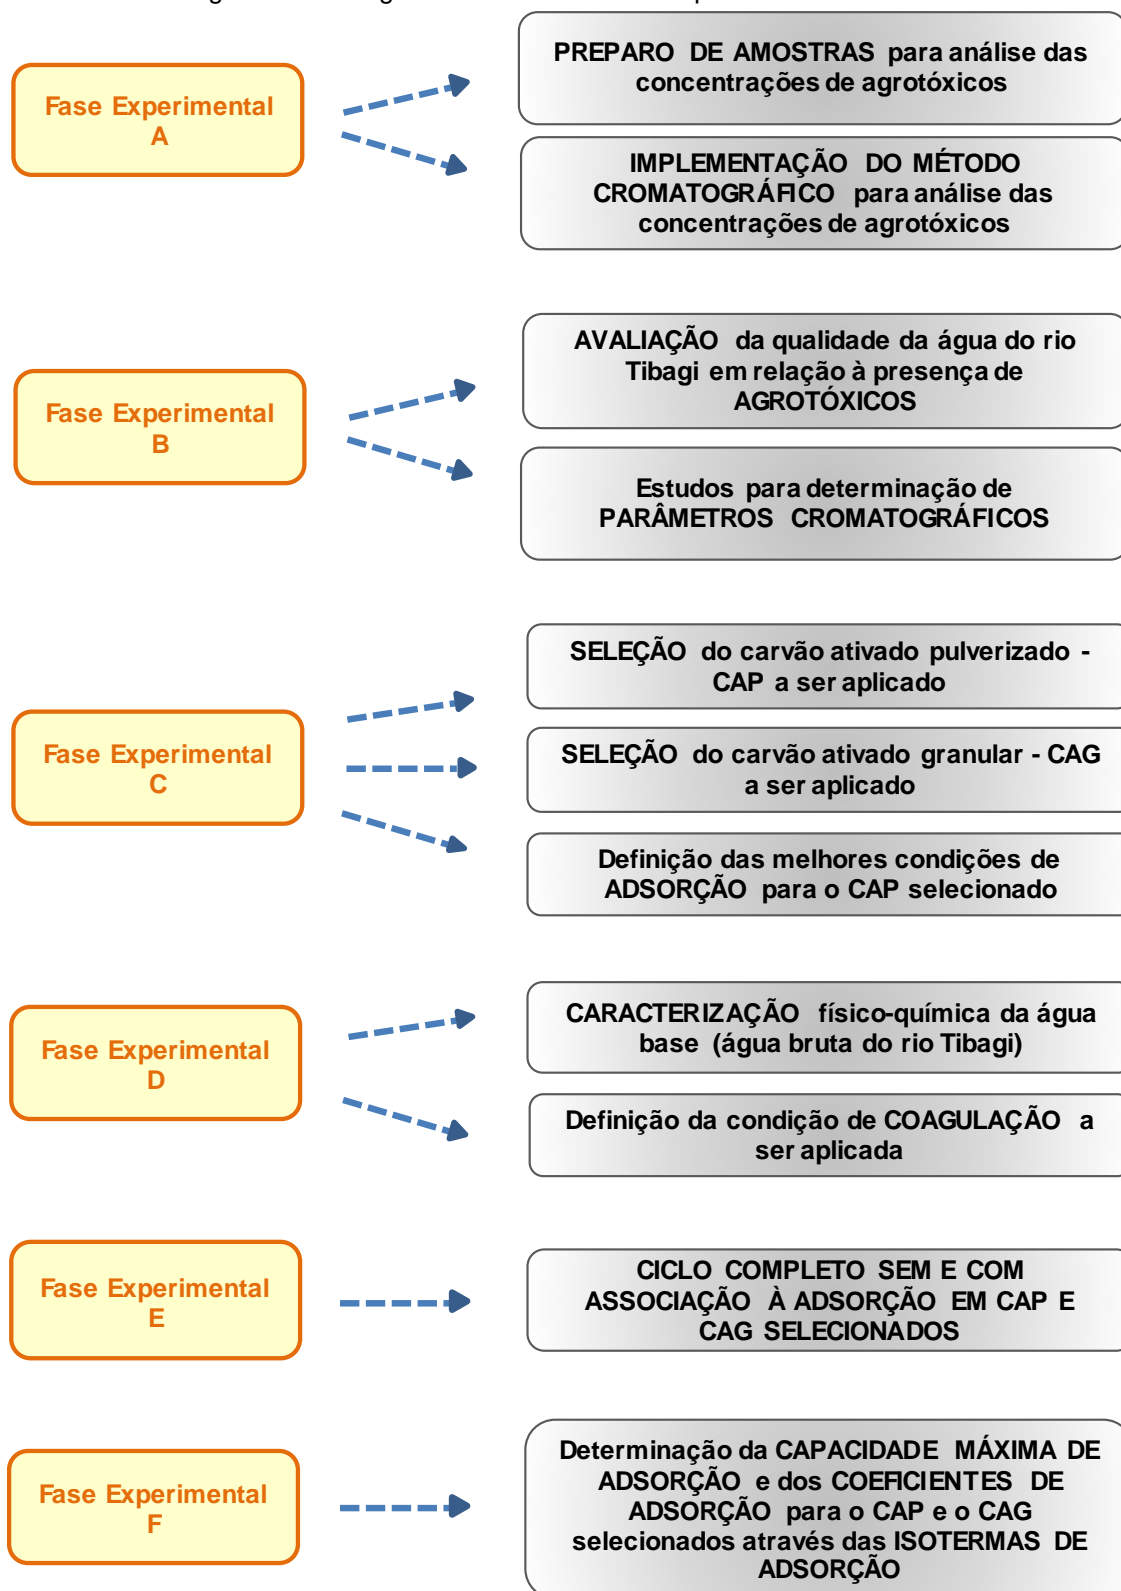 Fase Experimental
A
PREPARO DE AMOSTRAS para análise das
concentrações de agrotóxicos
IMPLEMENTAÇÃO DO MÉTODO
CROMATOGRÁFICO para análise das
concentrações de agrotóxicos
Fase Experimental
B
AVALIAÇÃO da qualidade da água do rio
Tibagi em relação à presença de
AGROTÓXICOS
Estudos para determinação de
PARÂMETROS CROMATOGRÁFICOS
Fase Experimental
C
SELEÇÃO do carvão ativado pulverizado -
CAP a ser aplicado
SELEÇÃO do carvão ativado granular - CAG
a ser aplicado
Definição das melhores condições de
ADSORÇÃO para o CAP selecionado
Fase Experimental
D
CARACTERIZAÇÃO físico-química da água
base (água bruta do rio Tibagi)
Definição da condição de COAGULAÇÃO a
ser aplicada
Fase Experimental
E
CICLO COMPLETO SEM E COM
ASSOCIAÇÃO À ADSORÇÃO EM CAP E
CAG SELECIONADOS
Fase Experimental
F
Determinação da CAPACIDADE MÁXIMA DE
ADSORÇÃO e dos COEFICIENTES DE
ADSORÇÃO para o CAP e o CAG
selecionados através das ISOTERMAS DE
ADSORÇÃO